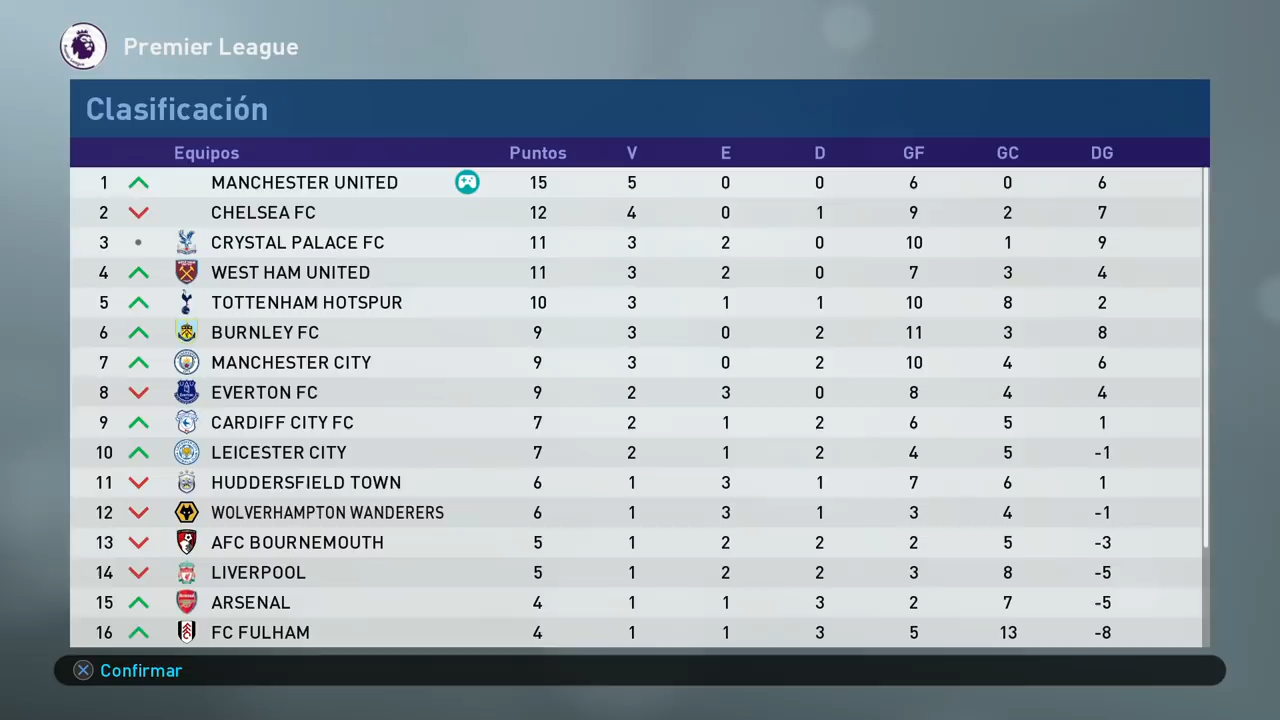 Premier League
Clasificación
Equipos Puntos V E D GF GC DG
1 MANCHESTER UNITED 15 5 0 0 6 0 6
2 CHELSEA FC 12 4 0 1 9 2 7
3 CRYSTAL PALACE FC 11 3 2 0 10 1 9
4 WEST HAM UNITED 11 3 2 0 7 3 4
5 TOTTENHAM HOTSPUR 10 3 1 1 10 8 2
6 BURNLEY FC 9 3 0 2 11 3 8
7 MANCHESTER CITY 9 3 0 2 10 4 6
8 EVERTON FC 9 2 3 0 8 4 4
9 CARDIFF CITY FC 7 2 1 2 6 5 1
10 LEICESTER CITY 7 2 1 2 4 5 -1
11 HUDDERSFIELD TOWN 6 1 3 1 7 6 1
12 WOLVERHAMPTON WANDERERS 6 1 3 1 3 4 -1
13 AFC BOURNEMOUTH 5 1 2 2 2 5 -3
14 LIVERPOOL 5 1 2 2 3 8 -5
15 ARSENAL 4 1 1 3 2 7 -5
16 FC FULHAM 4 1 1 3 5 13 -8
Confirmar